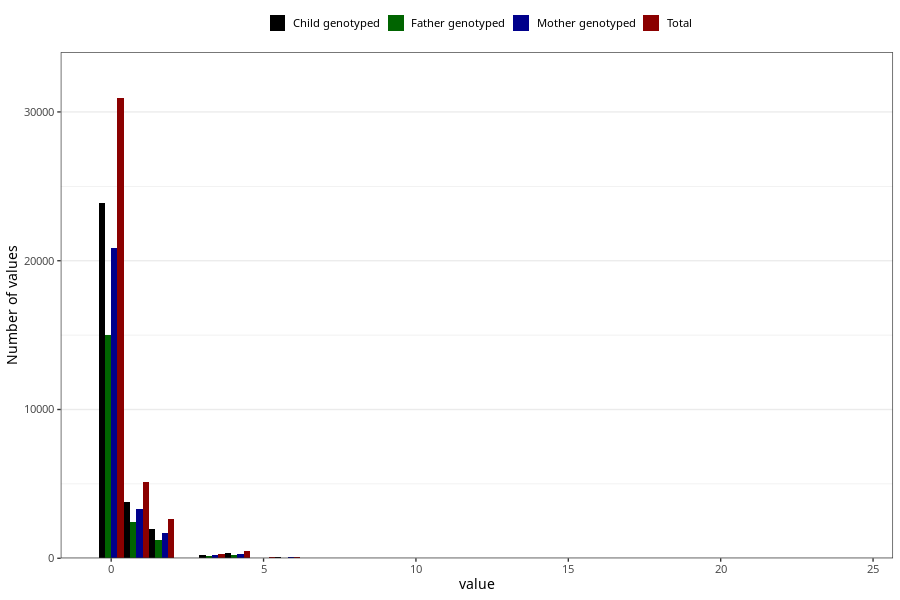 Child genotyped Father genotyped Mother genotyped Total
Number of values
30000
20000
10000
0
0 5 10 15 20 25
value